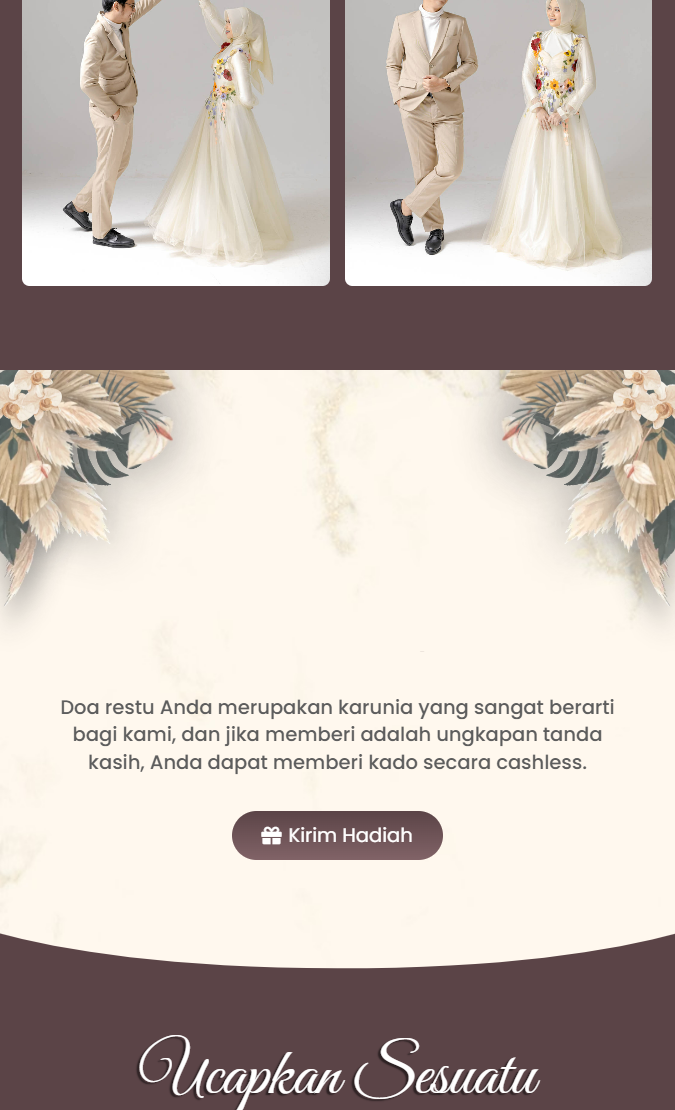 Doa restu Anda merupakan karunia yang sangat berarti
bagi kami, dan jika memberi adalah ungkapan tanda
kasih, Anda dapat memberi kado secara cashless.
Kirim Hadiah
Ucapkan Sesuatu